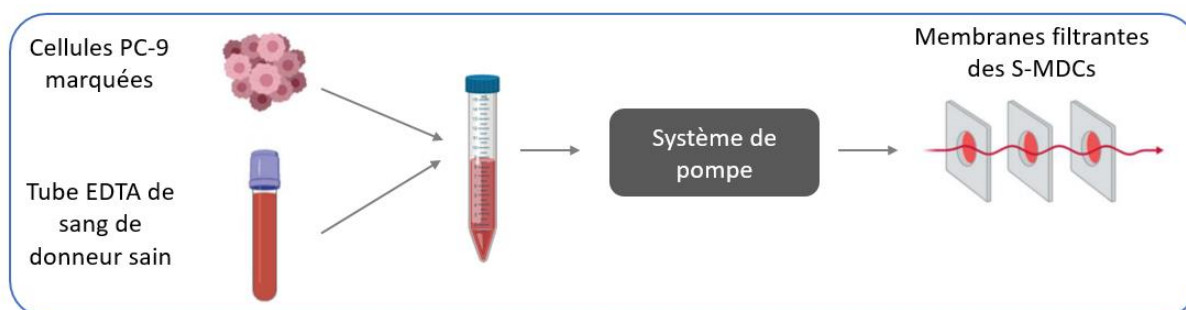 Cellules PC-9
marquées
Tube EDTA de
sang de
donneur sain
Système de
pompe
Membranes filtrantes
des S-MDCs